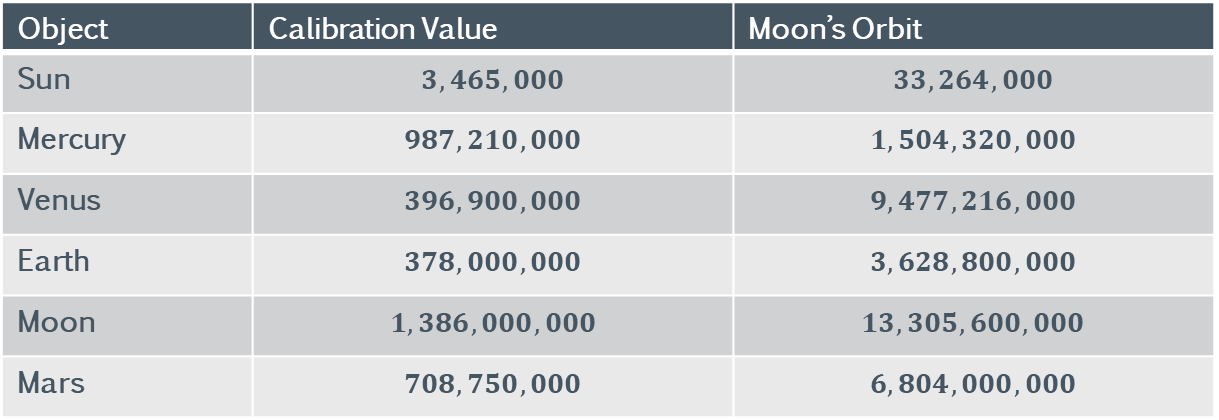 Object Calibration Value Moon's Orbit
Sun 3,465,000 33,264,000
Mercury 987,210,000 1,504,320,000
Venus 396,900,000 9,477,216,000
Earth 378,000,000 3,628,800,000
Moon 1,386,000,000 13,305,600,000
Mars 708,750,000 6,804,000,000